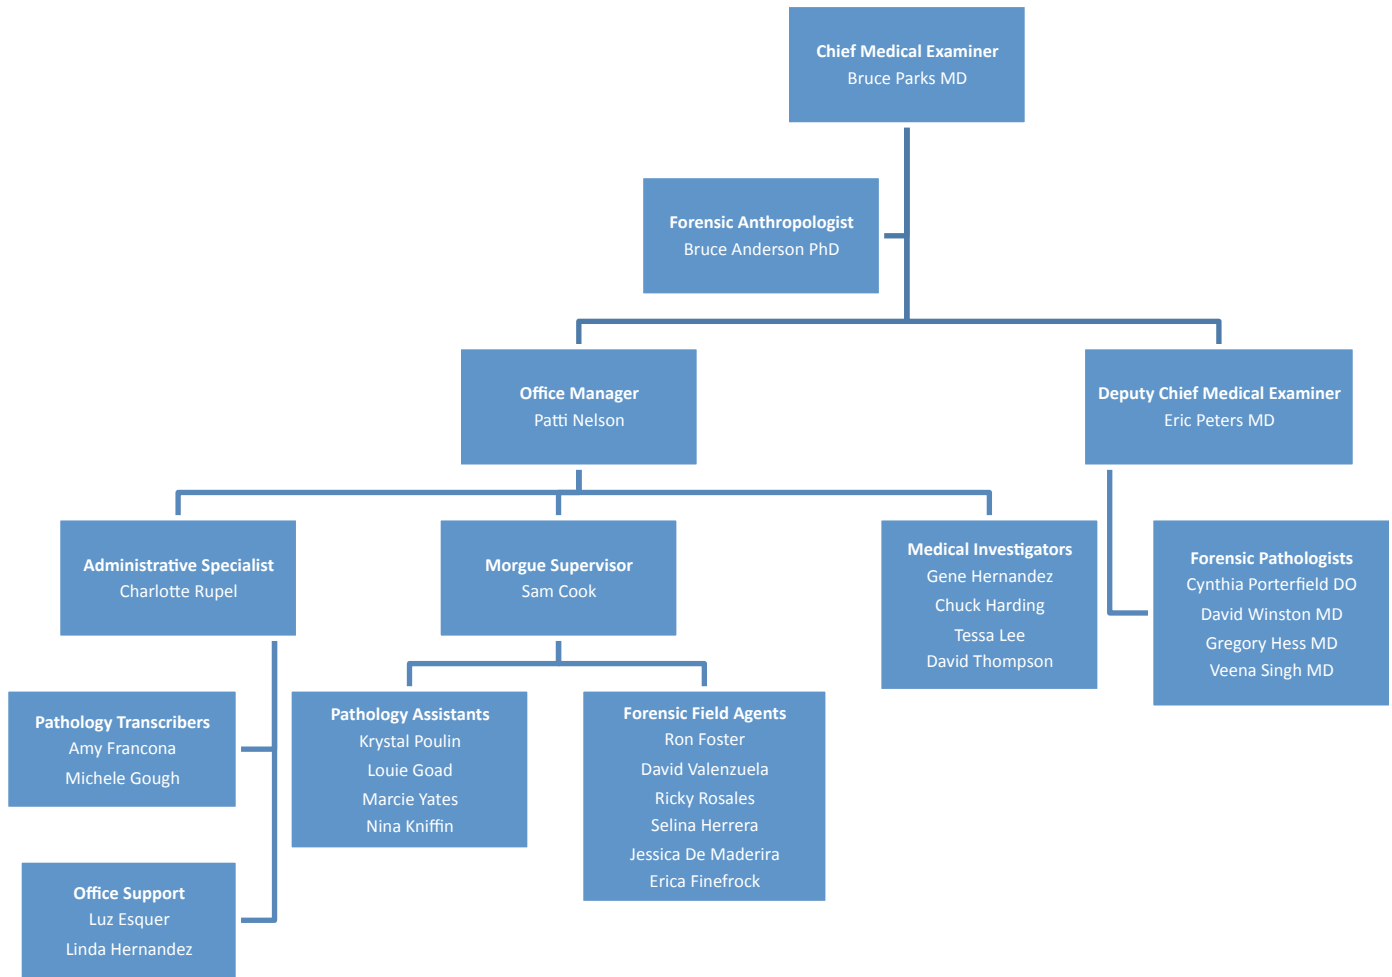 Chief Medical Examiner
Bruce Parks MD
Forensic Anthropologist
Bruce Anderson PhD
Office Manager
Patti Nelson
Deputy Chief Medical Examiner
Eric Peters MD
Administrative Specialist
Charlotte Rupel
Morgue Supervisor
Sam Cook
Medical Investigators
Gene Hernandez
Chuck Harding
Tessa Lee
David Thompson
Forensic Pathologists
Cynthia Porterfield DO
David Winston MD
Gregory Hess MD
Veena Singh MD
Pathology Transcribers
Amy Francona
Michele Gough
Pathology Assistants
Krystal Poulin
Louie Goad
Marcie Yates
Nina Kniffin
Forensic Field Agents
Ron Foster
David Valenzuela
Ricky Rosales
Selina Herrera
Jessica De Maderira
Erica Finefrock
Office Support
Luz Esquer
Linda Hernandez